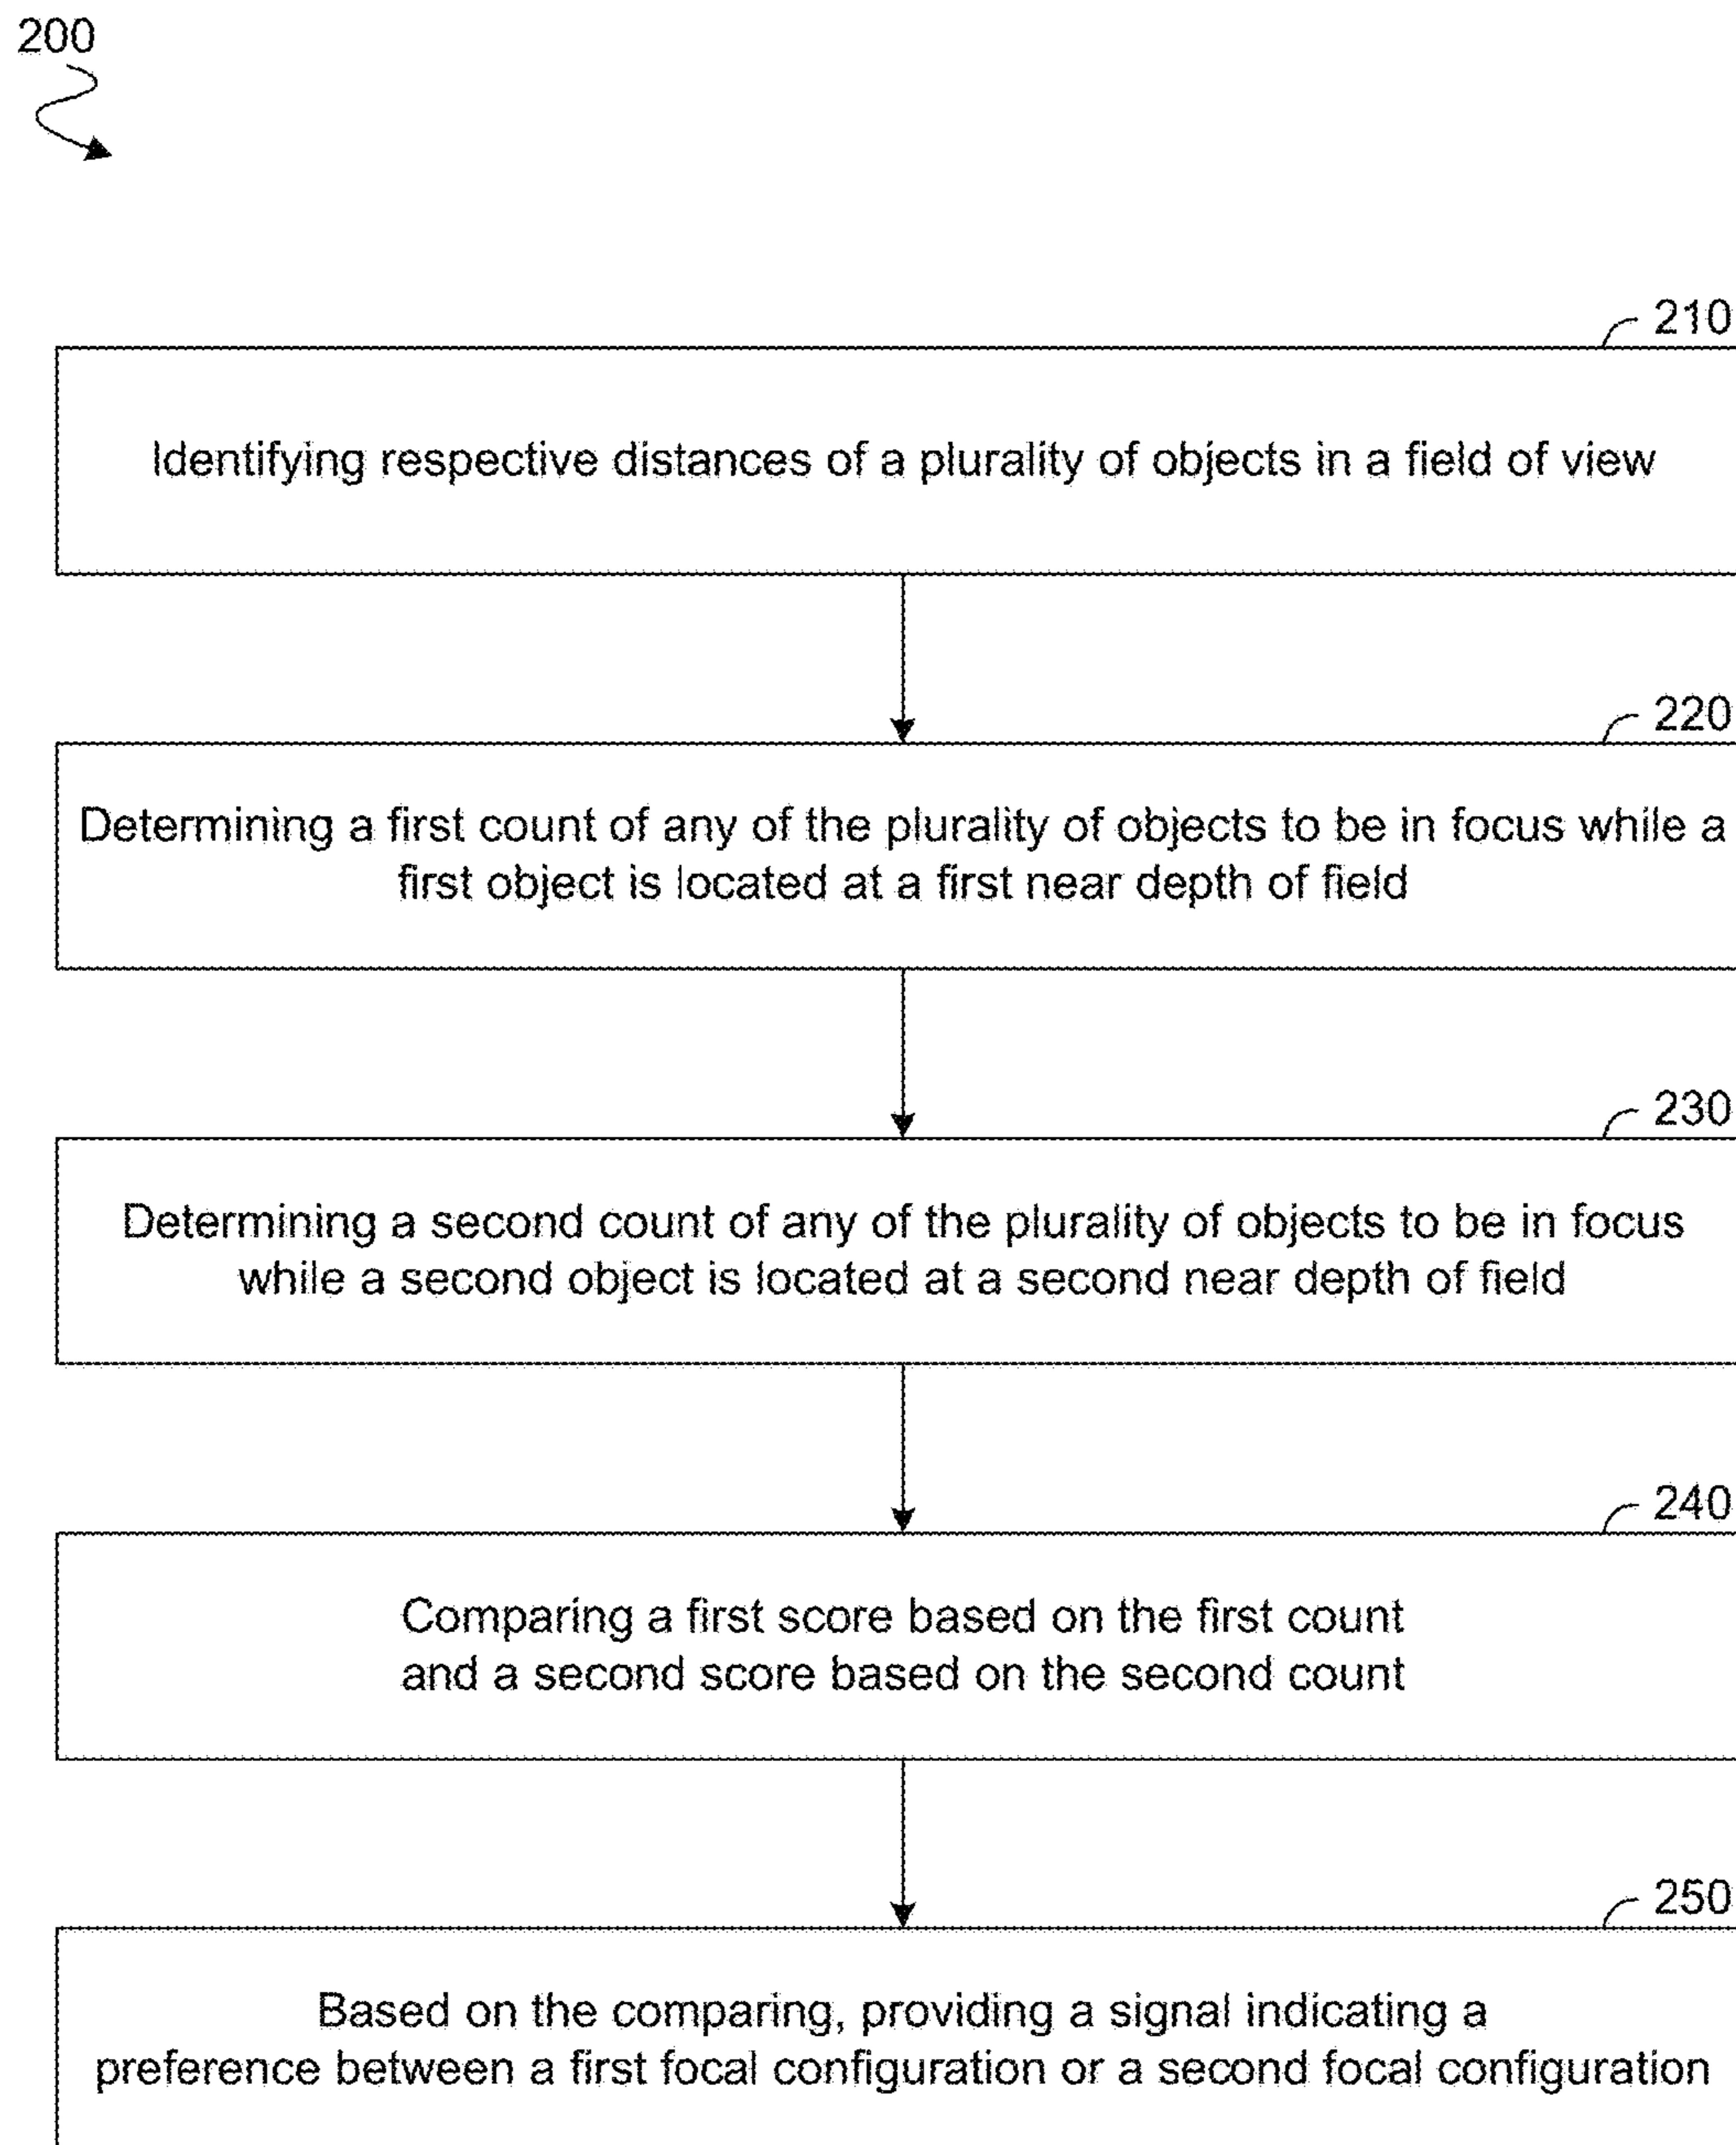 200
210
Identifying respective distances of a plurality of objects in a field of view
220
Determining a first count of any of the plurality of objects to be in focus while a
first object is located at a first near depth of field
230
Determining a second count of any of the plurality of objects to be in focus
while a second object is located at a second near depth of field
240
Comparing a first score based on the first count
and a second score based on the second count
250
Based on the comparing, providing a signal indicating a
preference between a first focal configuration or a second focal configuration